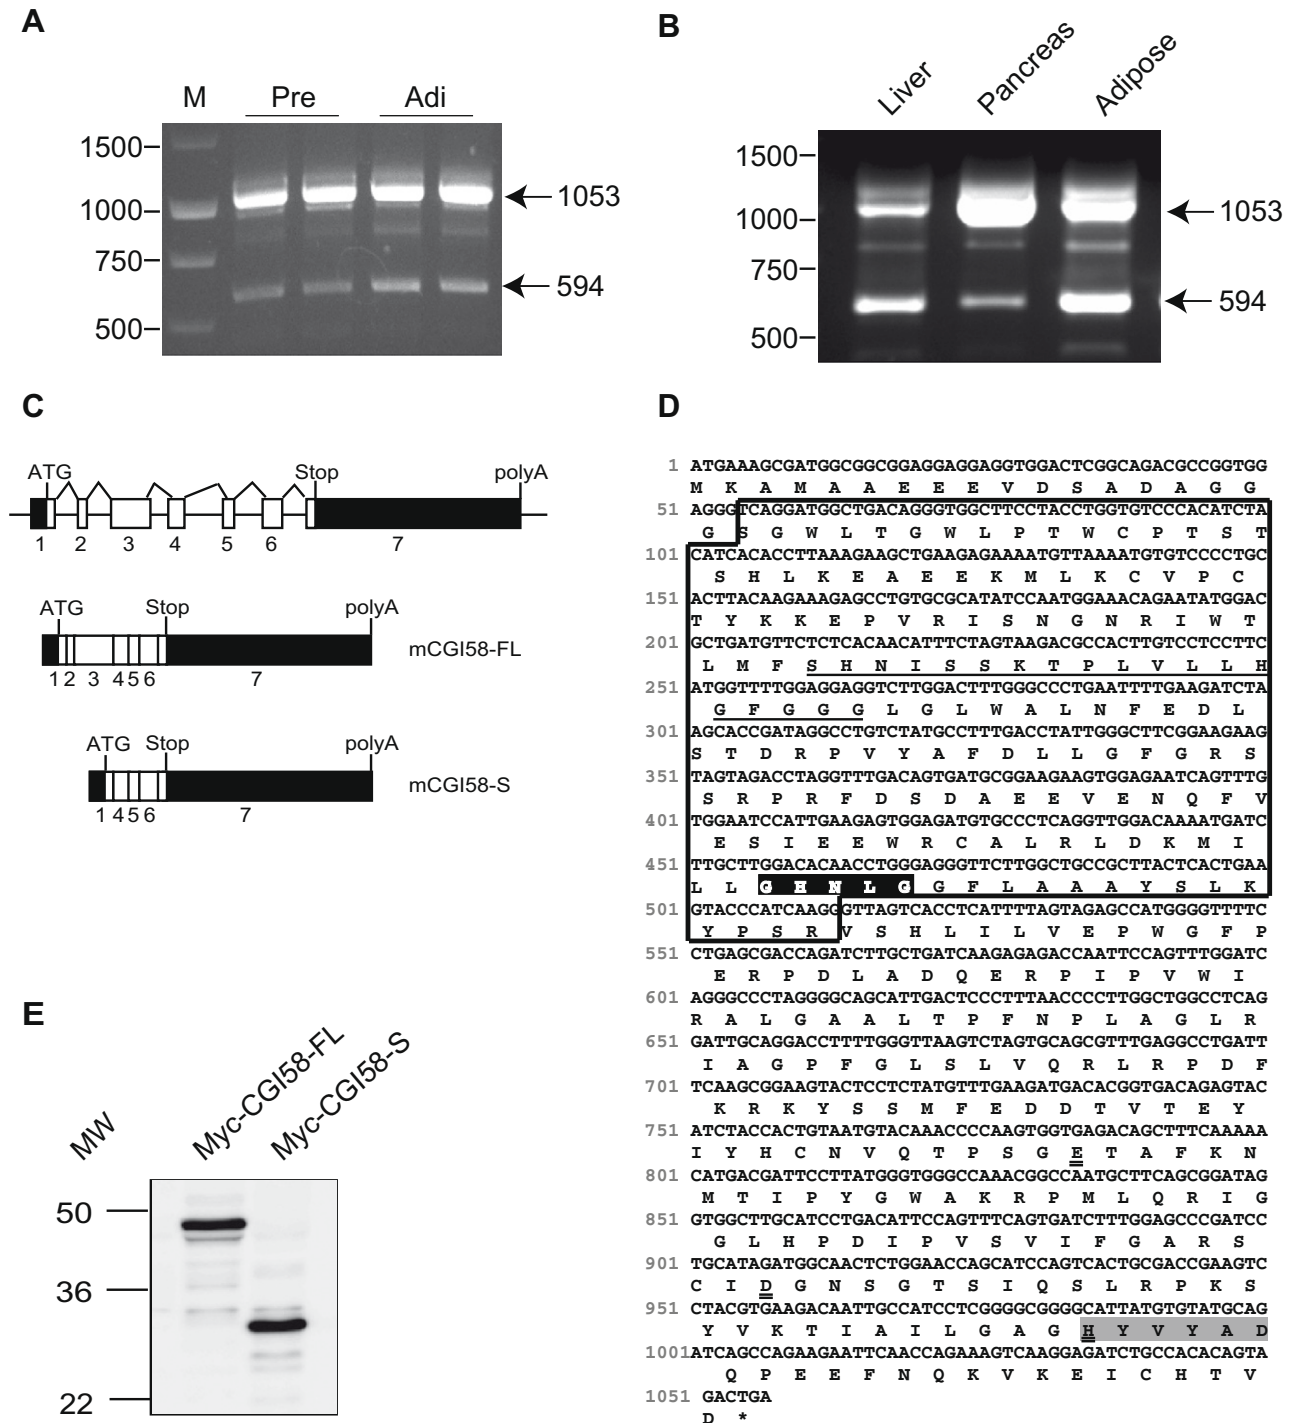 A
M Pre Adi
1500
1000
750
500
1053
594
B
Liver Pancreas Adipose
1500
1000
750
500
1053
594
C
ATG Stop polyA
1 2 3 4 5 6 7
ATG Stop polyA
mCGI58-FL
1 2 3 4 5 6 7
ATG Stop polyA
mCGI58-S
1 4 5 6 7
D
1 ATGAAAGCGATGGCGGCGGAGGAGGAGGTGGACTCGGCAGACGCCGGTGG
M K A M A A E E E V D S A D A G G
51 AGGGTCAGGATGGCTGACAGGGTGGCTTCCTACCTGGTGTCCCACATCTA
G S G W L T G W L P T W C P T S T
101 CATCACACCTTAAAGAAGCTGAAGAGAAAATGTTAAAATGTGTCCCCTGC
S H L K E A E E K M L K C V P C
151 ACTTACAAGAAAGAGCCTGTGCGCATATCCAATGGAAACAGAATATGGAC
T Y K K E P V R I S N G N R I W T
201 GCTGATGTTCTCTCACAACATTTCTAGTAAGACGCCACTTGTCCTCCTTC
L M F S H N I S S K T P L V L L H
251 ATGGTTTTGGAGGAGGTCTTGGACTTTGGGCCCTGAATTTTGAAGATCTA
G F G G G L G L W A L N F E D L
301 AGCACCGATAGGCCTGTCTATGCCTTTGACCTATTGGGCTTCGGAAGAAG
S T D R P V Y A F D L L G F G R S
351 TAGTAGACCTAGGTTTGACAGTGATGCGGAAGAAGTGGAGAATCAGTTTG
S R P R F D S D A E E V E N Q F V
401 TGGAATCCATTGAAGAGTGGAGATGTGCCCTCAGGTTGGACAAAATGATC
E S I E E W R C A L R L D K M I
451 TTGCTTGGACACAACCTGGGAGGGTTCTTGGCTGCCGCTTACTCACTGAA
L L G H N L G G F L A A A Y S L K
501 GTACCCATCAAGGGTTAGTCACCTCATTTTAGTAGAGCCATGGGGTTTTC
Y P S R V S H L I L V E P W G F P
551 CTGAGCGACCAGATCTTGCTGATCAAGAGAGACCAATTCCAGTTTGGATC
E R P D L A D Q E R P I P V W I
601 AGGGCCCTAGGGGCAGCATTGACTCCCTTTAACCCCTTGGCTGGCCTCAG
R A L G A A L T P F N P L A G L R
651 GATTGCAGGACCTTTTGGGTTAAGTCTAGTGCAGCGTTTGAGGCCTGATT
I A G P F G L S L V Q R L R P D F
701 TCAAGCGGAAGTACTCCTCTATGTTTGAAGATGACACGGTGACAGAGTAC
K R K Y S S M F E D D T V T E Y
751 ATCTACCACTGTAATGTACAAACCCCAAGTGGTGAGACAGCTTTCAAAAA
I Y H C N V Q T P S G E T A F K N
801 CATGACGATTCCTTATGGGTGGGCCAAACGGCCAATGCTTCAGCGGATAG
M T I P Y G W A K R P M L Q R I G
851 GTGGCTTGCATCCTGACATTCCAGTTTCAGTGATCTTTGGAGCCCGATCC
G L H P D I P V S V I F G A R S
901 TGCATAGATGGCAACTCTGGAACCAGCATCCAGTCACTGCGACCGAAGTC
C I D G N S G T S I Q S L R P K S
951 CTACGTGAAGACAATTGCCATCCTCGGGGCGGGGCATTATGTGTATGCAG
Y V K T I A I L G A G H Y V Y A D
1001 ATCAGCCAGAAGAATTCAACCAGAAAGTCAAGGAGATCTGCCACACAGTA
Q P E E F N Q K V K E I C H T V
1051 GACTGA
D *
E
MW Myc-CGI58-FL Myc-CGI58-S
50
36
22